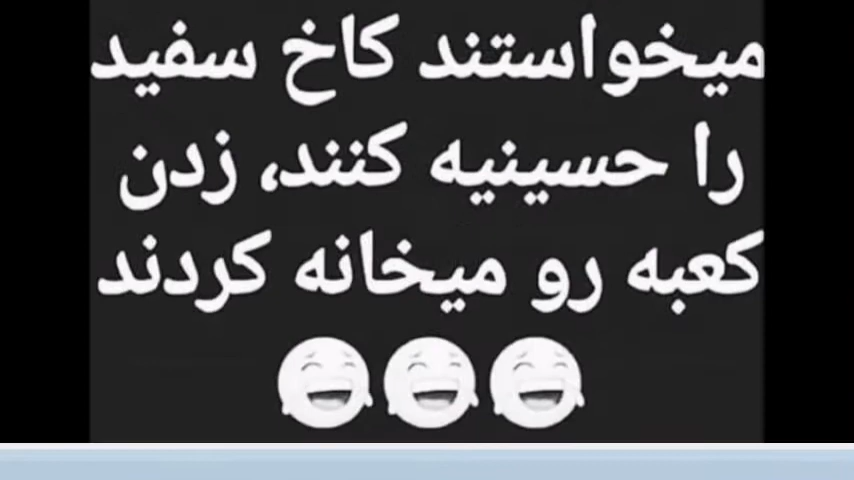 میخواستند کاخ سفید
را حسینیه کنند، زدن
کعبه رو میخانه کردند
😂😂😂